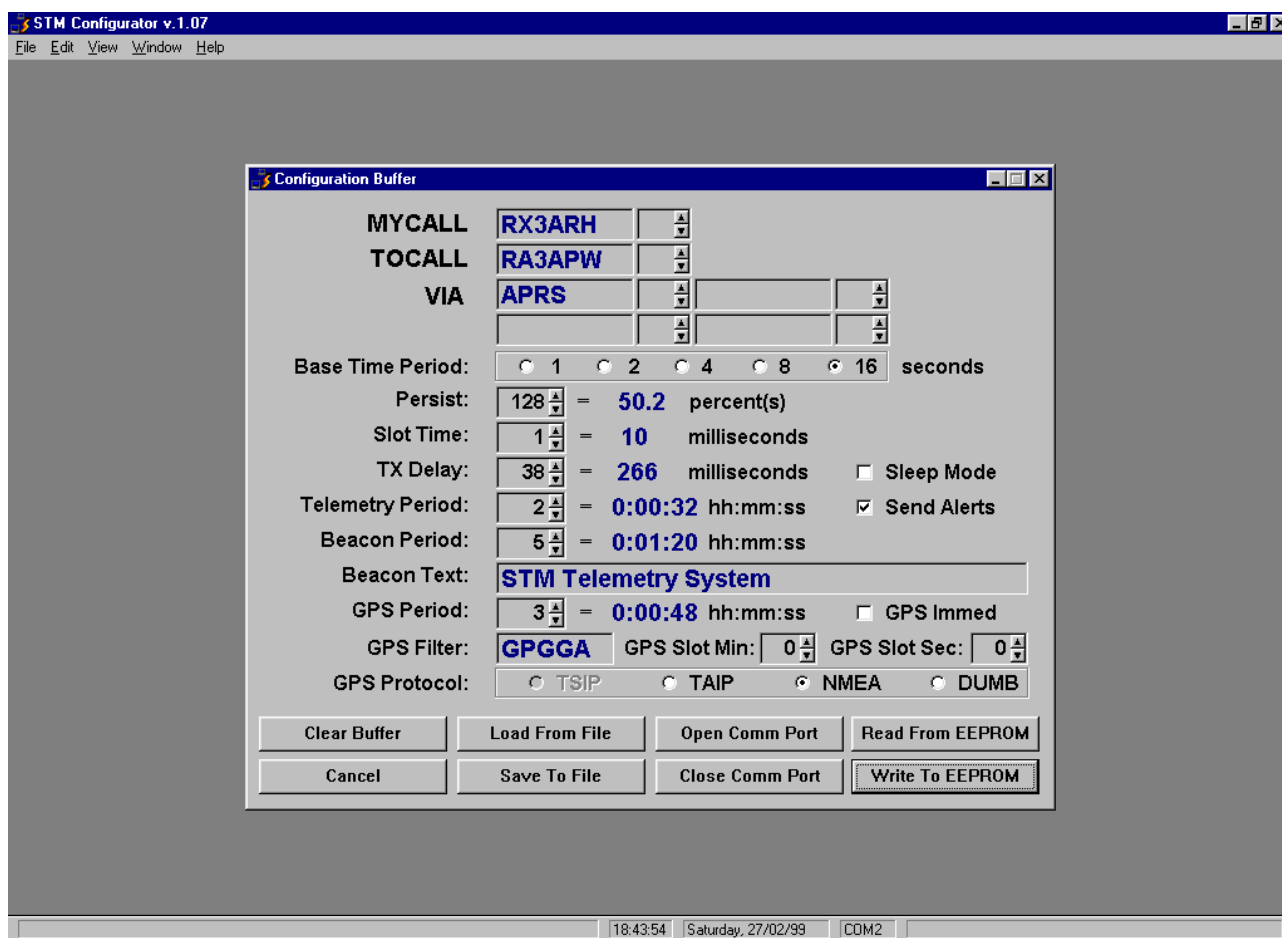 STM Configurator v.1.07
File Edit View Window Help
Configuration Buffer
MYCALL RX3ARH
TOCALL RA3APW
VIA APRS
Base Time Period: 1 2 4 8 16 seconds
Persist: 128 = 50.2 percent(s)
Slot Time: 1 = 10 milliseconds
TX Delay: 38 = 266 milliseconds Sleep Mode
Telemetry Period: 2 = 0:00:32 hh:mm:ss Send Alerts
Beacon Period: 5 = 0:01:20 hh:mm:ss
Beacon Text: STM Telemetry System
GPS Period: 3 = 0:00:48 hh:mm:ss GPS Immed
GPS Filter: GPGGA GPS Slot Min: 0 GPS Slot Sec: 0
GPS Protocol: TSIP TAIP NMEA DUMB
Clear Buffer Load From File Open Comm Port Read From EEPROM
Cancel Save To File Close Comm Port Write To EEPROM
18:43:54 Saturday, 27/02/99 COM2